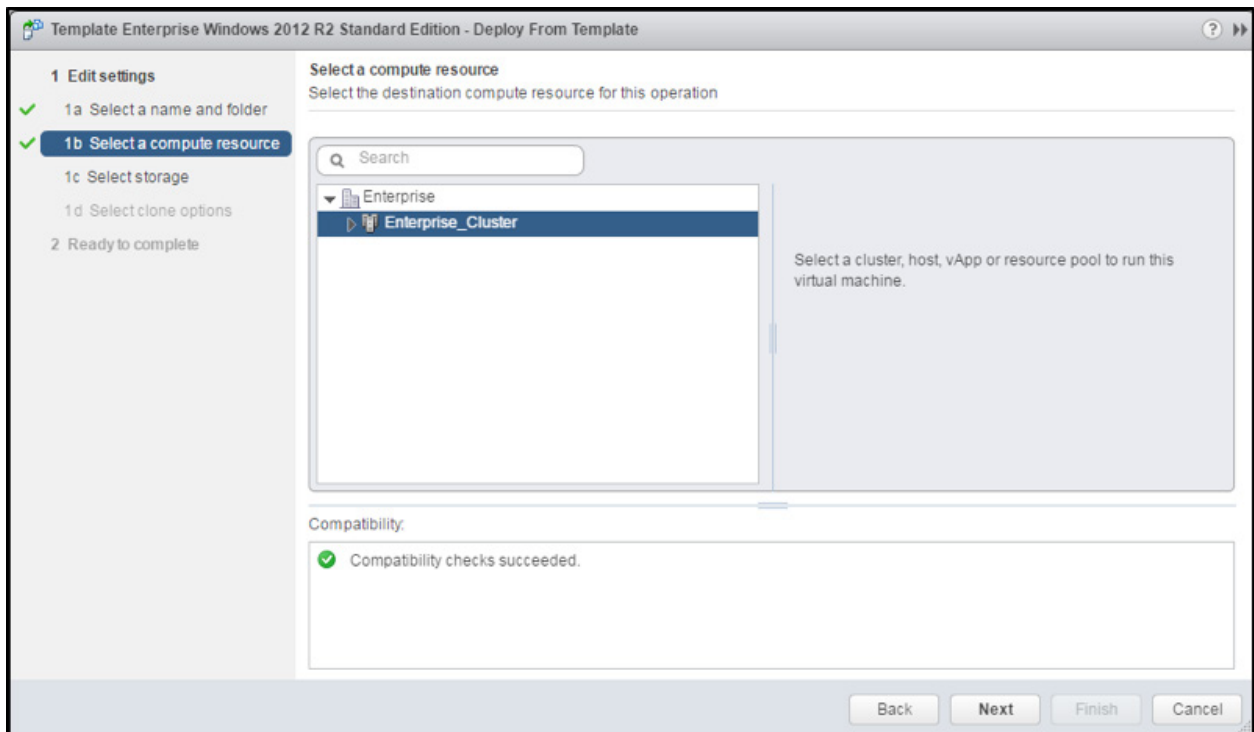 Template Enterprise Windows 2012 R2 Standard Edition - Deploy From Template
?
1 Edit settings
1a Select a name and folder
1b Select a compute resource
1c Select storage
1d Select clone options
2 Ready to complete
Select a compute resource
Select the destination compute resource for this operation
Search
Enterprise
Enterprise_Cluster
Select a cluster, host, vApp or resource pool to run this
virtual machine.
Compatibility:
Compatibility checks succeeded.
Back Next Finish Cancel